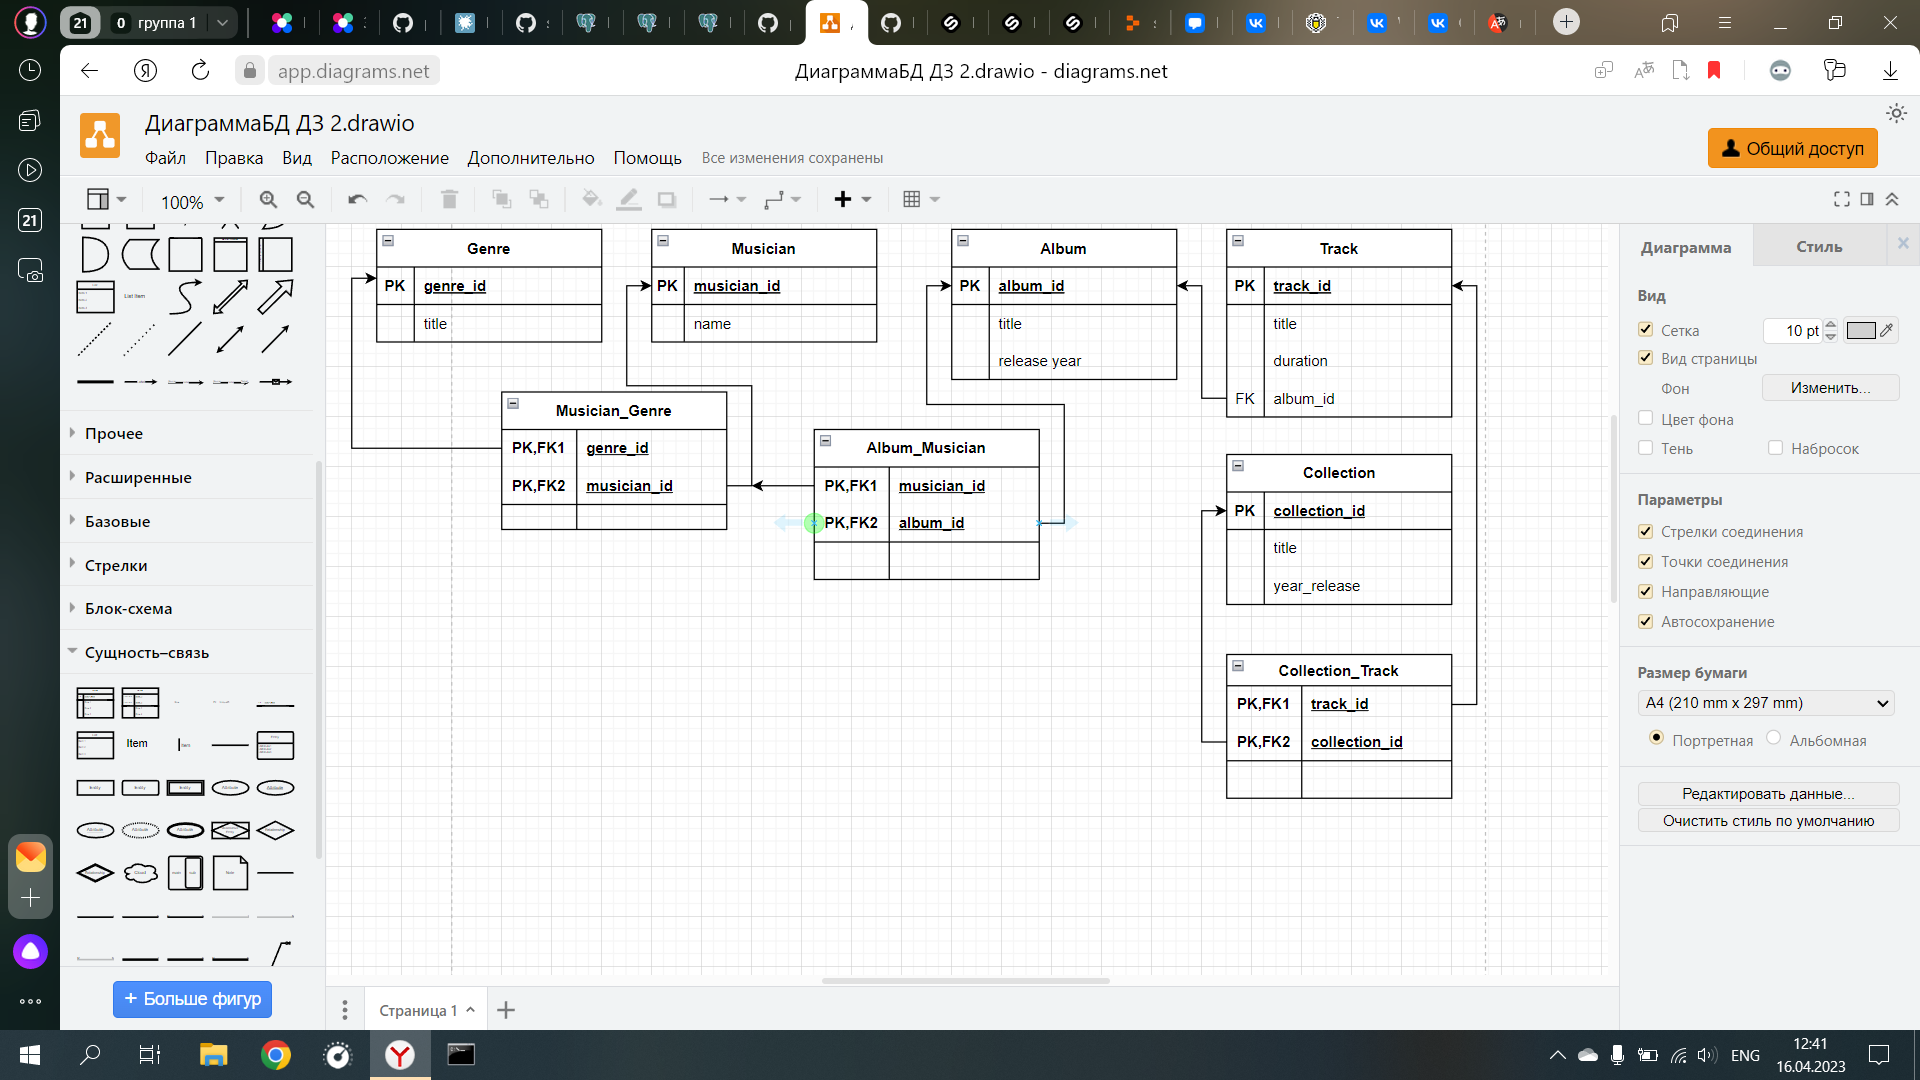 21
0
группа 1
app.diagrams.net
ДиаграммаБД ДЗ 2.drawio - diagrams.net
ДиаграммаБД ДЗ 2.drawio
Файл
Правка
Вид
Расположение
Дополнительно
Помощь
Все изменения сохранены
Общий доступ
100%
21
List Item
Прочее
Расширенные
Базовые
Стрелки
Блок-схема
Сущность–связь
Item
+ Больше фигур
Genre
PK genre_id
title
Musician
PK musician_id
name
Album
PK album_id
title
release year
Track
PK track_id
title
duration
FK album_id
Musician_Genre
PK,FK1 genre_id
PK,FK2 musician_id
Album_Musician
PK,FK1 musician_id
PK,FK2 album_id
Collection
PK collection_id
title
year_release
Collection_Track
PK,FK1 track_id
PK,FK2 collection_id
Диаграмма
Стиль
Вид
Сетка
10 pt
Вид страницы
Фон
Изменить...
Цвет фона
Тень
Набросок
Параметры
Стрелки соединения
Точки соединения
Направляющие
Автосохранение
Размер бумаги
A4 (210 mm x 297 mm)
Портретная
Альбомная
Редактировать данные...
Очистить стиль по умолчанию
Страница 1
ENG
12:41
16.04.2023